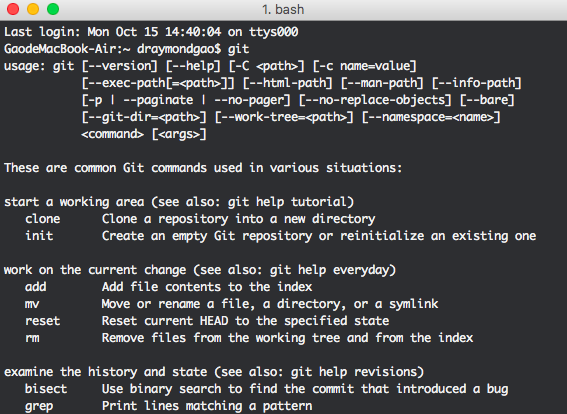 1. bash
Last login: Mon Oct 15 14:40:04 on ttys000
GaodeMacBook-Air:~ draymondgao$ git
usage: git [--version] [--help] [-C <path>] [-c name=value]
           [--exec-path[=<path>]] [--html-path] [--man-path] [--info-path]
           [-p | --paginate | --no-pager] [--no-replace-objects] [--bare]
           [--git-dir=<path>] [--work-tree=<path>] [--namespace=<name>]
           <command> [<args>]

These are common Git commands used in various situations:

start a working area (see also: git help tutorial)
   clone      Clone a repository into a new directory
   init       Create an empty Git repository or reinitialize an existing one

work on the current change (see also: git help everyday)
   add        Add file contents to the index
   mv         Move or rename a file, a directory, or a symlink
   reset      Reset current HEAD to the specified state
   rm         Remove files from the working tree and from the index

examine the history and state (see also: git help revisions)
   bisect     Use binary search to find the commit that introduced a bug
   grep       Print lines matching a pattern